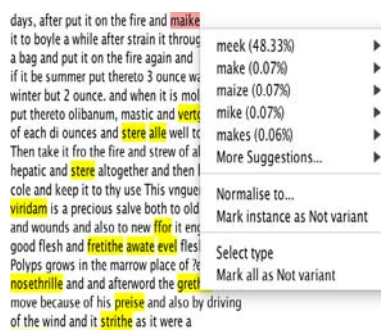 days, after put it on the fire and maike
it to boyle a while after strain it throug
a bag and put it on the fire again and
if it be summer put thereto 3 ounce wa
winter but 2 ounce. and when it is mol
put thereto olibanum, mastic and vertg
of each di ounces and stere alle well to
Then take it fro the fire and strew of al
hepatic and stere altogether and then l
cole and keep it to thy use This vnguer
viridam is a precious salve both to old
and wounds and also to new ffor it eng
good flesh and fretithe awate evel flesl
Polyps grows in the marrow place of ?e
nosethrille and and afterword the greth
move because of his preise and also by driving
of the wind and it strithe as it were a
meek (48.33%)
make (0.07%)
maize (0.07%)
mike (0.07%)
makes (0.06%)
More Suggestions...
Normalise to...
Mark instance as Not variant
Select type
Mark all as Not variant